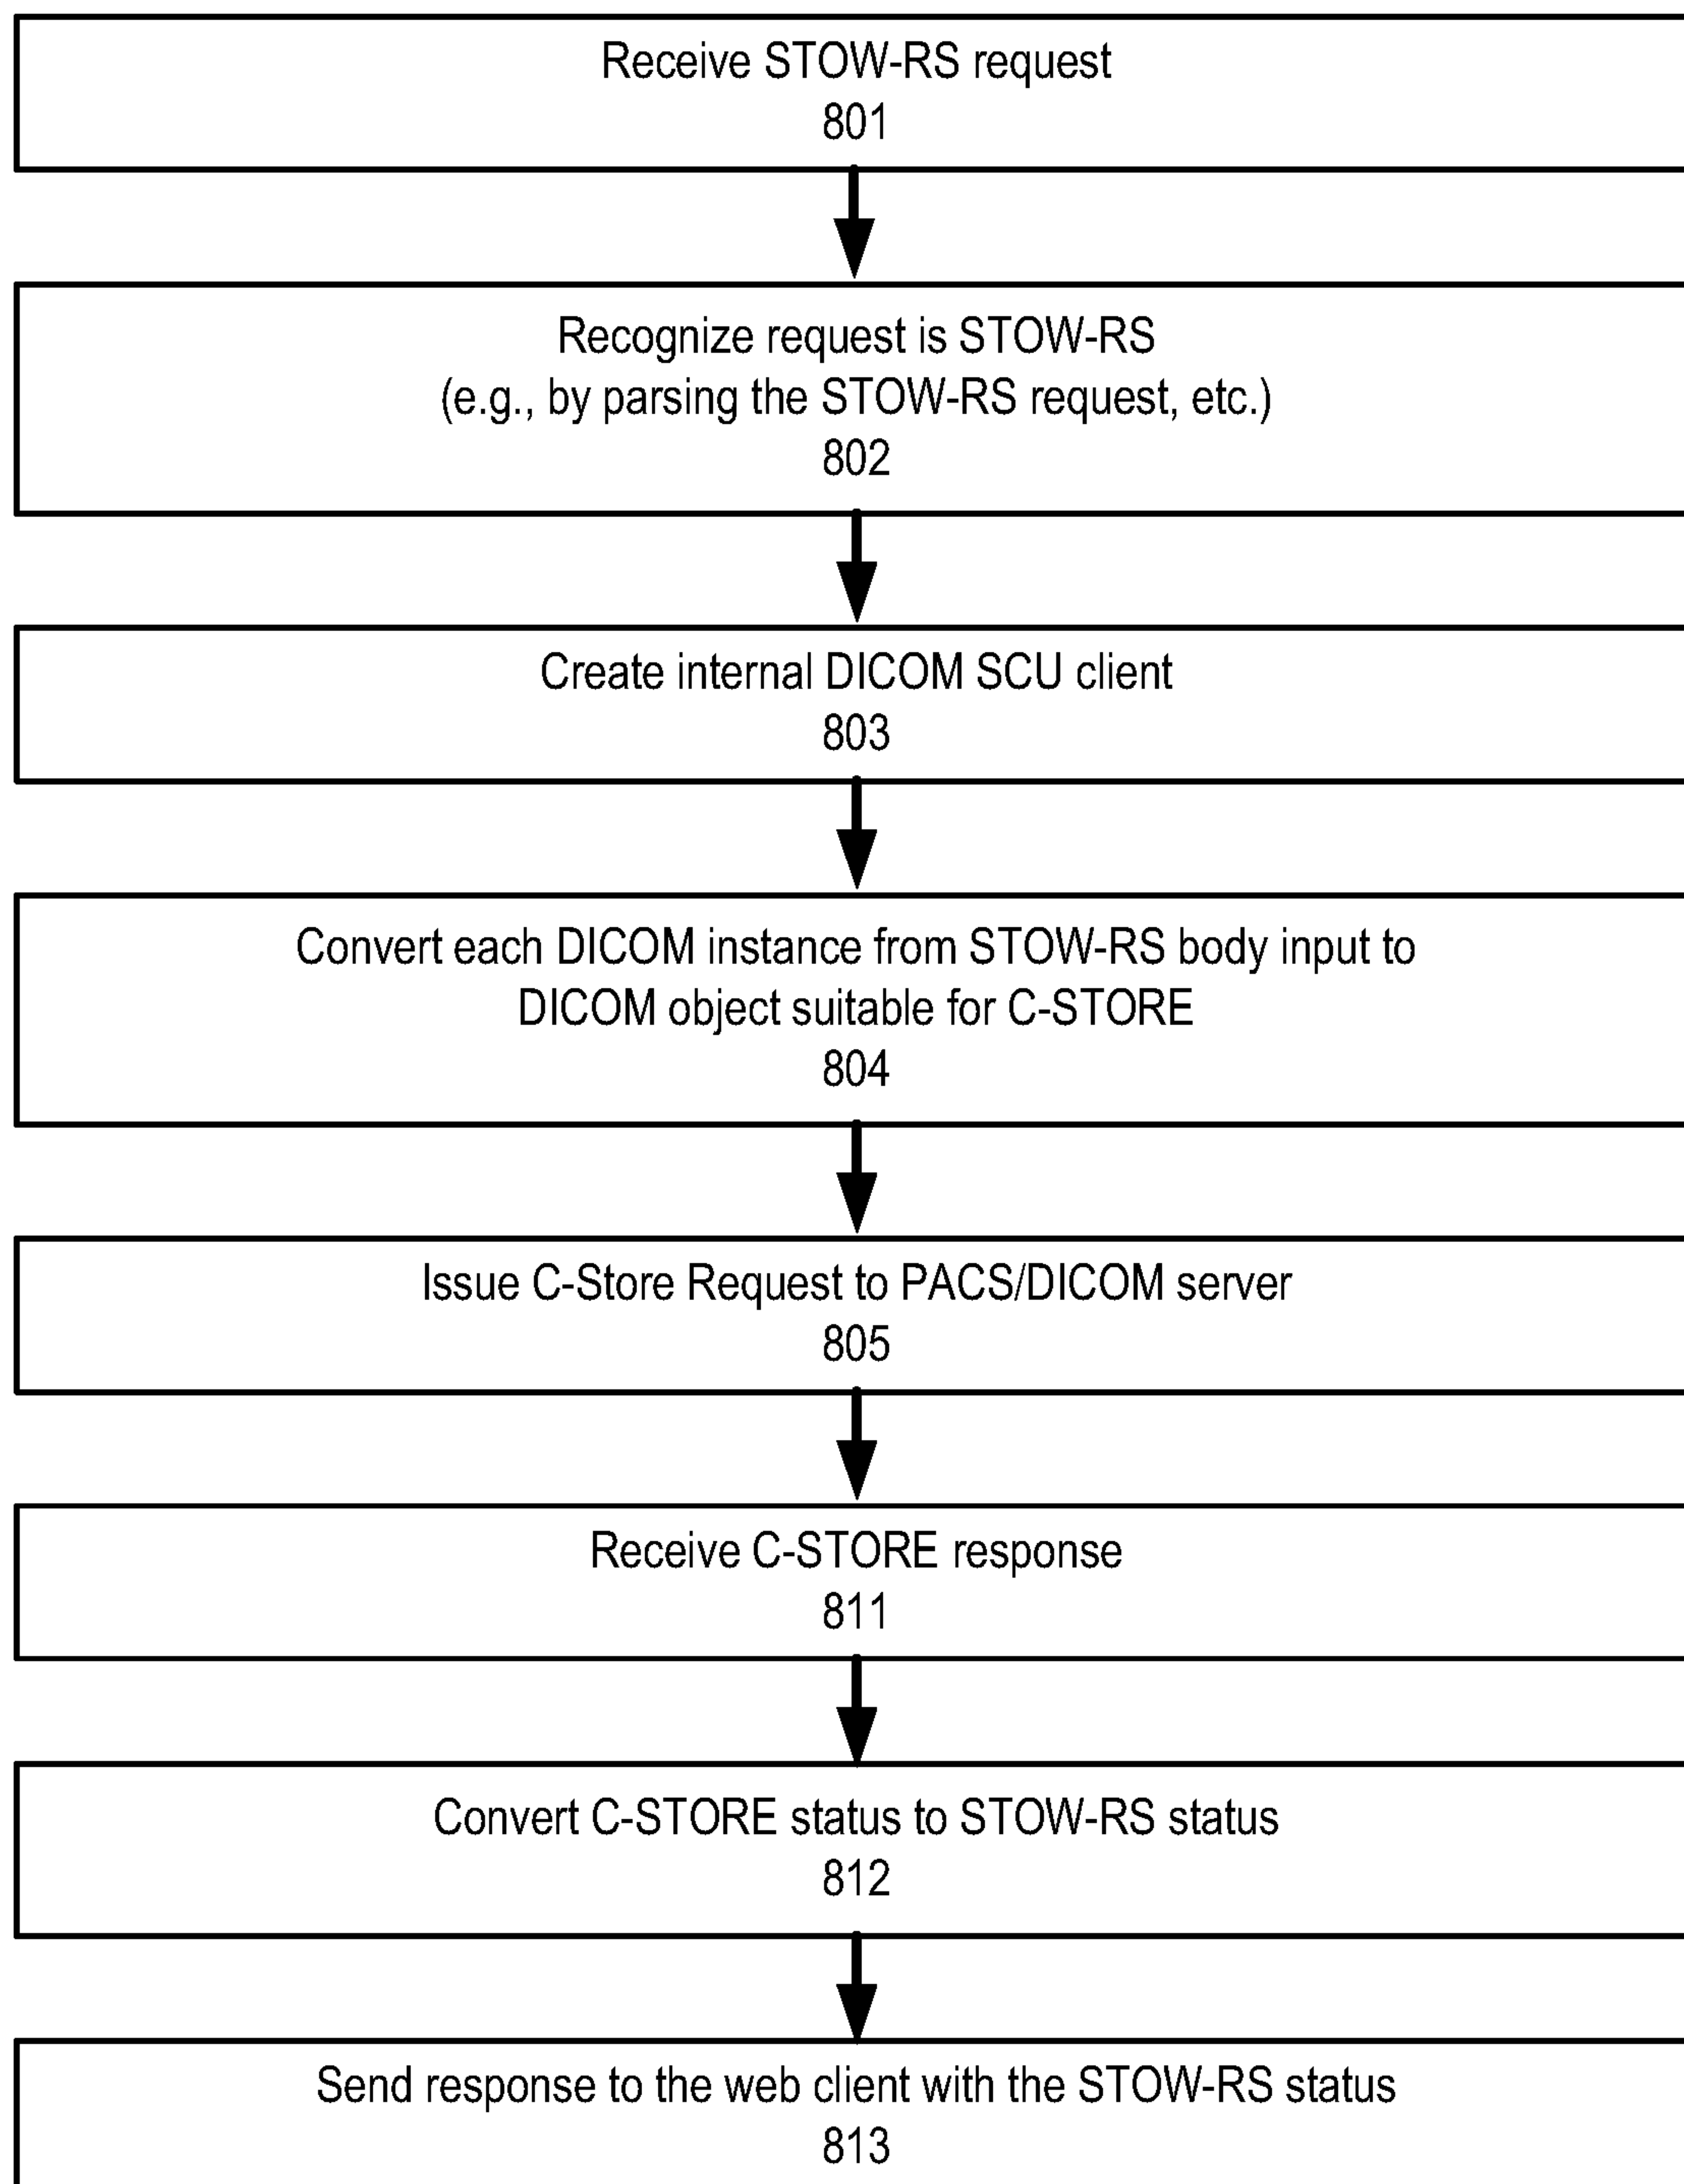 Receive STOW-RS request
801
Recognize request is STOW-RS
(e.g., by parsing the STOW-RS request, etc.)
802
Create internal DICOM SCU client
803
Convert each DICOM instance from STOW-RS body input to
DICOM object suitable for C-STORE
804
Issue C-Store Request to PACS/DICOM server
805
Receive C-STORE response
811
Convert C-STORE status to STOW-RS status
812
Send response to the web client with the STOW-RS status
813